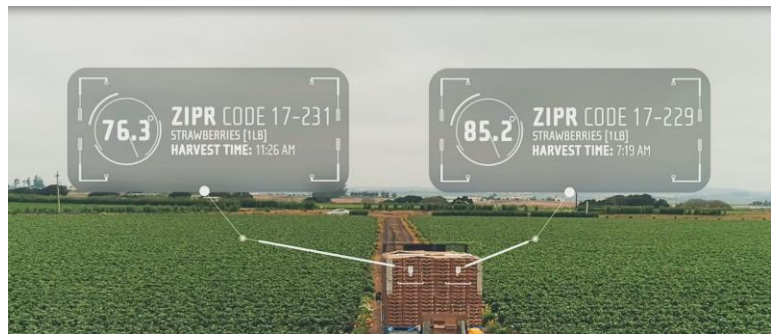 76.3°
ZIPR CODE 17-231
STRAWBERRIES [1LB]
HARVEST TIME: 11:26 AM
85.2°
ZIPR CODE 17-229
STRAWBERRIES [1LB]
HARVEST TIME: 7:19 AM